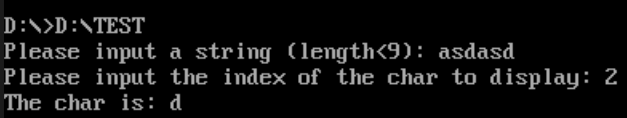 D:\>D:\TEST
Please input a string (length<9): asdasd
Please input the index of the char to display: 2
The char is: d